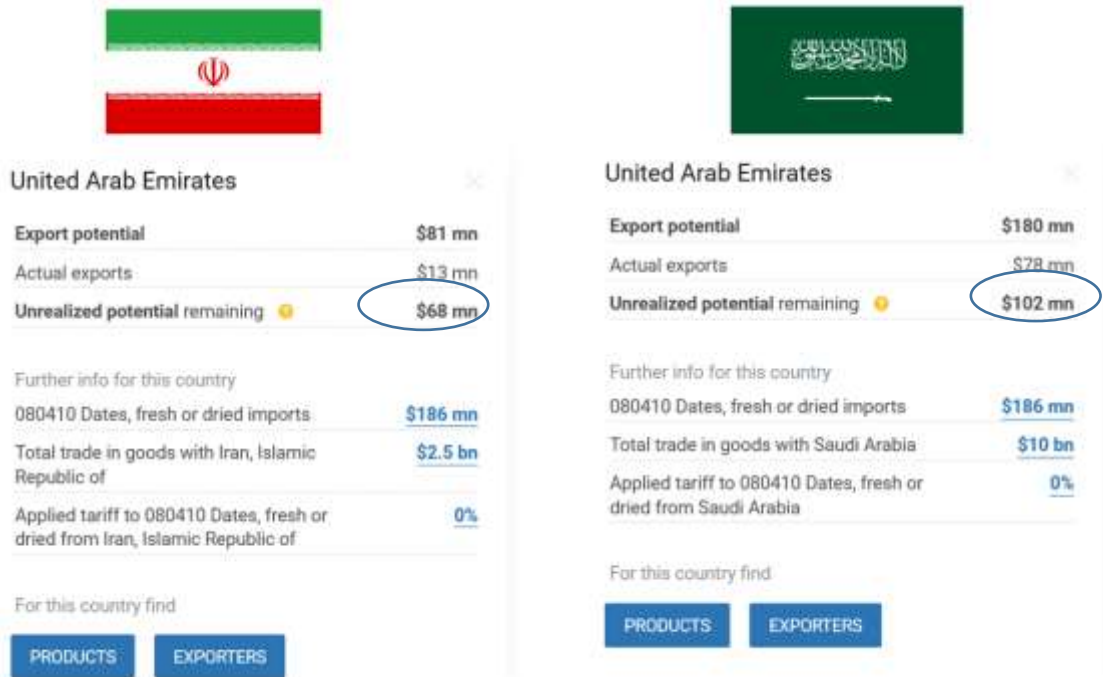 United Arab Emirates
Export potential $81 mn
Actual exports $13 mn
Unrealized potential remaining ? $68 mn
Further info for this country
080410 Dates, fresh or dried imports $186 mn
Total trade in goods with Iran, Islamic $2.5 bn
Republic of
Applied tariff to 080410 Dates, fresh or 0%
dried from Iran, Islamic Republic of
For this country find
PRODUCTS EXPORTERS
United Arab Emirates
Export potential $180 mn
Actual exports $78 mn
Unrealized potential remaining ? $102 mn
Further info for this country
080410 Dates, fresh or dried imports $186 mn
Total trade in goods with Saudi Arabia $10 bn
Applied tariff to 080410 Dates, fresh or 0%
dried from Saudi Arabia
For this country find
PRODUCTS EXPORTERS